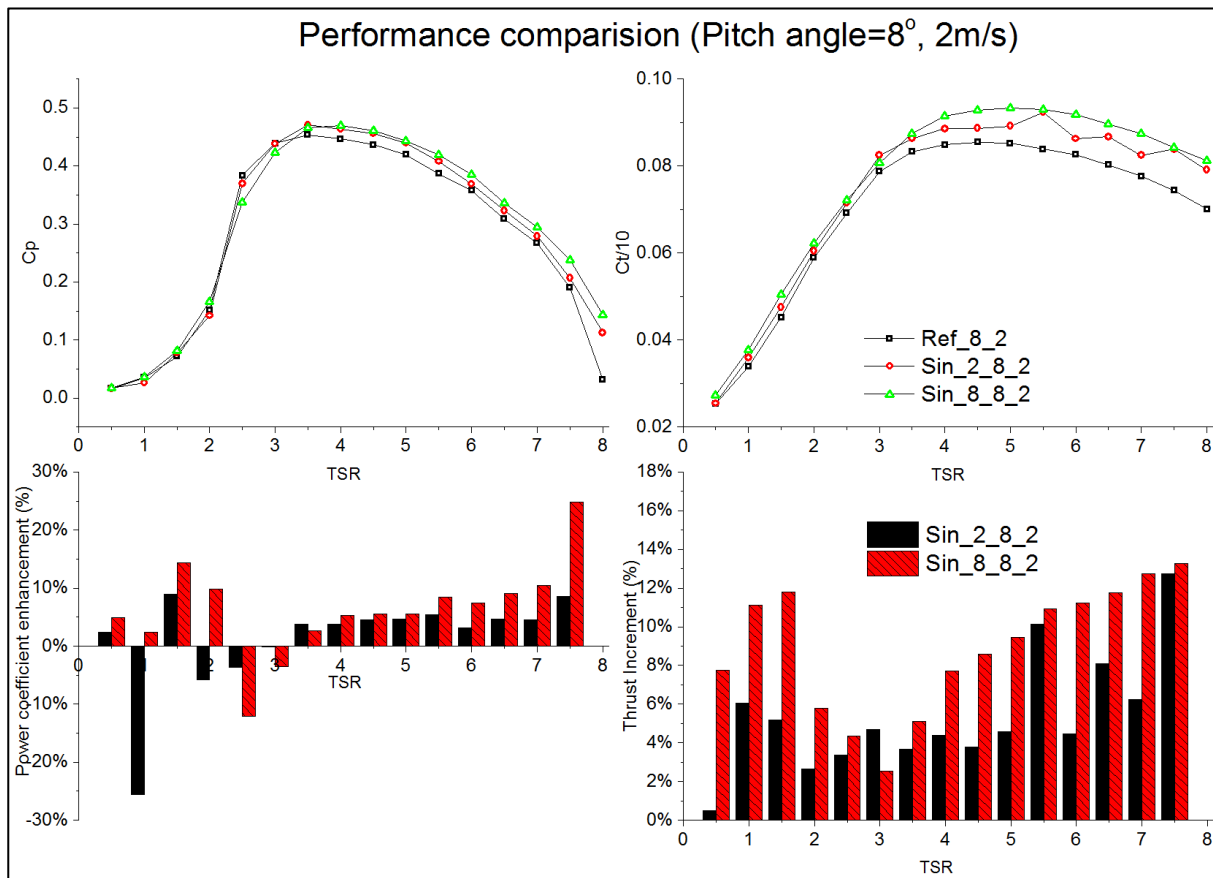 Performance comparision (Pitch angle=8°, 2m/s)
Cp
0.5
0.4
0.3
0.2
0.1
0.0
0 1 2 3 4 5 6 7 8
TSR
Ct/10
0.10
0.08
0.06
0.04
0.02
0 1 2 3 4 5 6 7 8
TSR
Ref_8_2
Sin_2_8_2
Sin_8_8_2
Power coefficient enhancement (%)
30%
20%
10%
0%
-10%
-20%
-30%
0 1 2 3 4 5 6 7 8
TSR
Thrust Increment (%)
18%
16%
14%
12%
10%
8%
6%
4%
2%
0%
0 1 2 3 4 5 6 7 8
TSR
Sin_2_8_2
Sin_8_8_2